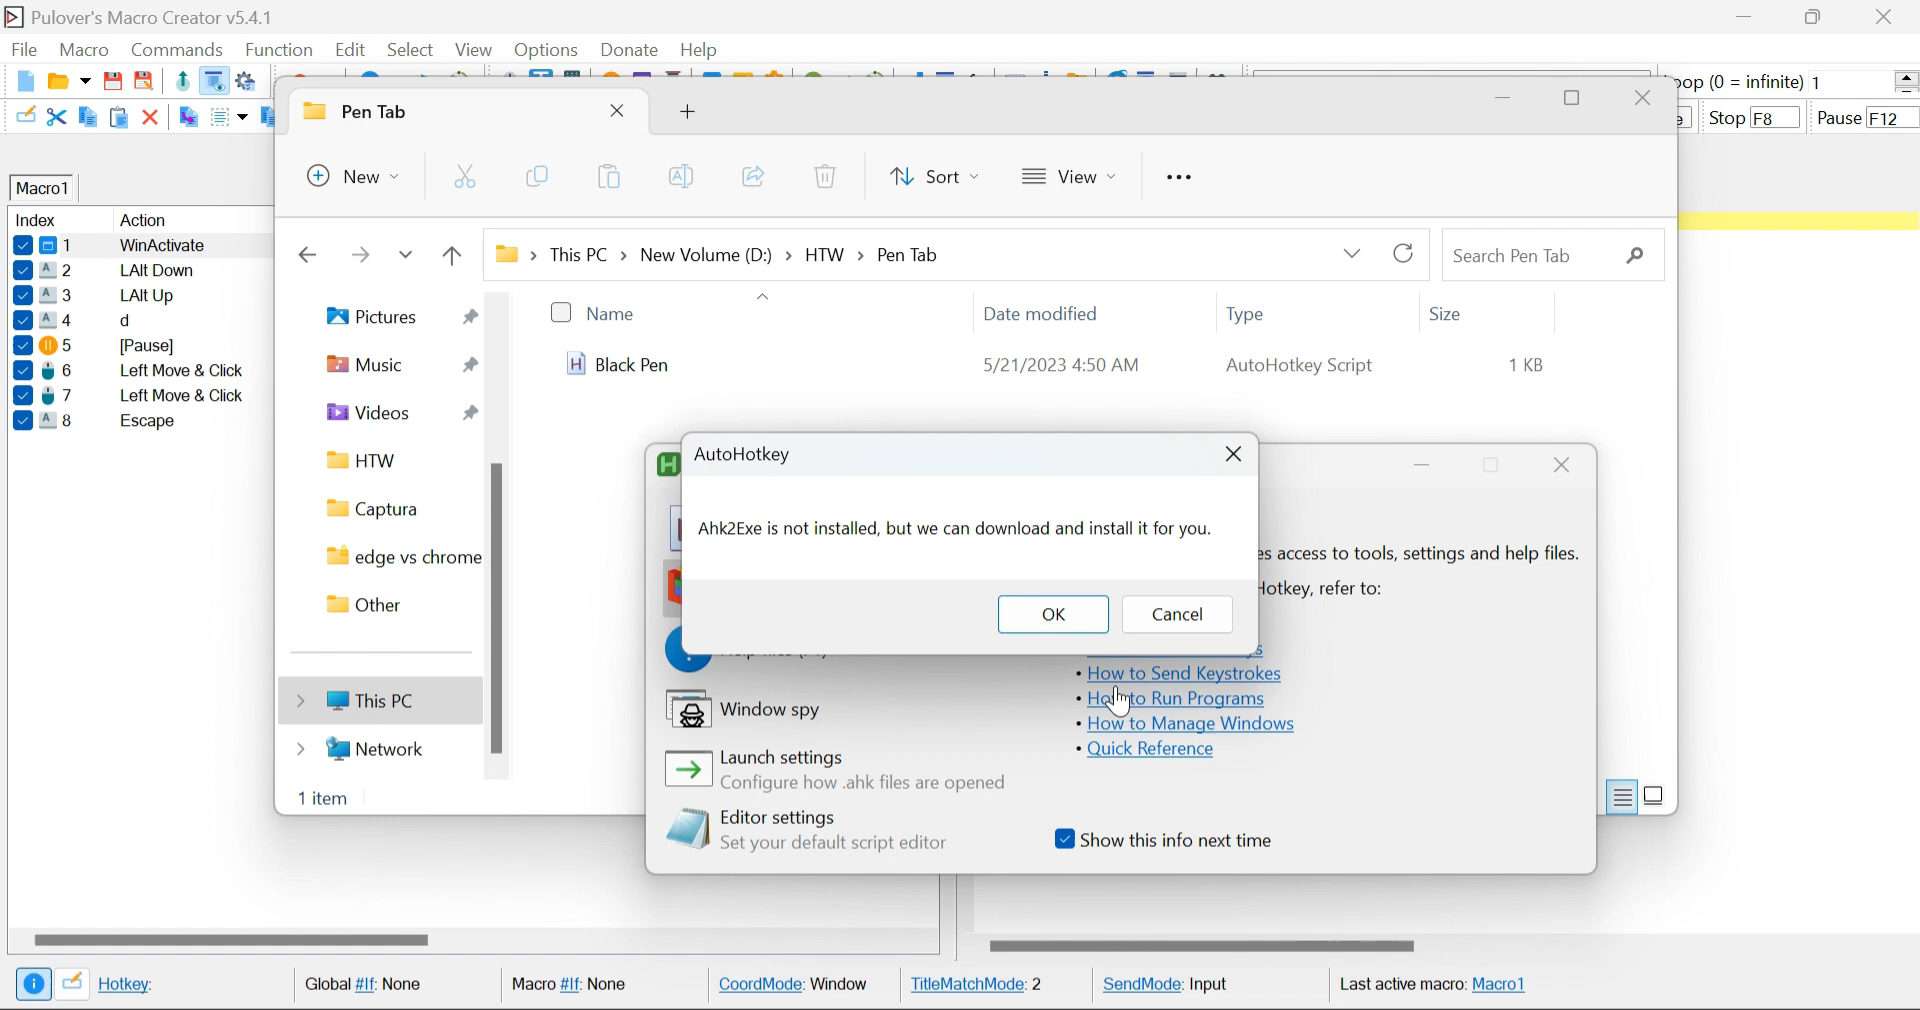 Pulover's Macro Creator v5.4.1
File Macro Commands Function Edit Select View Options Donate Help
oop (0 = infinite) 1
Stop F8 Pause F12
Pen Tab
New Sort View
This PC > New Volume (D:) > HTW > Pen Tab
Search Pen Tab
Macro1
Index Action
1 WinActivate
2 LAlt Down
3 LAlt Up
4 d
5 [Pause]
6 Left Move & Click
7 Left Move & Click
8 Escape
Pictures
Music
Videos
HTW
Captura
edge vs chrome
Other
This PC
Network
1 item
Name Date modified Type Size
Black Pen 5/21/2023 4:50 AM AutoHotkey Script 1 KB
AutoHotkey
Ahk2Exe is not installed, but we can download and install it for you.
OK Cancel
es access to tools, settings and help files.
Hotkey, refer to:
• How to Send Keystrokes
• How to Run Programs
• How to Manage Windows
• Quick Reference
Window spy
Launch settings
Configure how .ahk files are opened
Editor settings
Set your default script editor
Show this info next time
Hotkey: Global #If: None Macro #If: None CoordMode: Window TitleMatchMode: 2 SendMode: Input Last active macro: Macro1